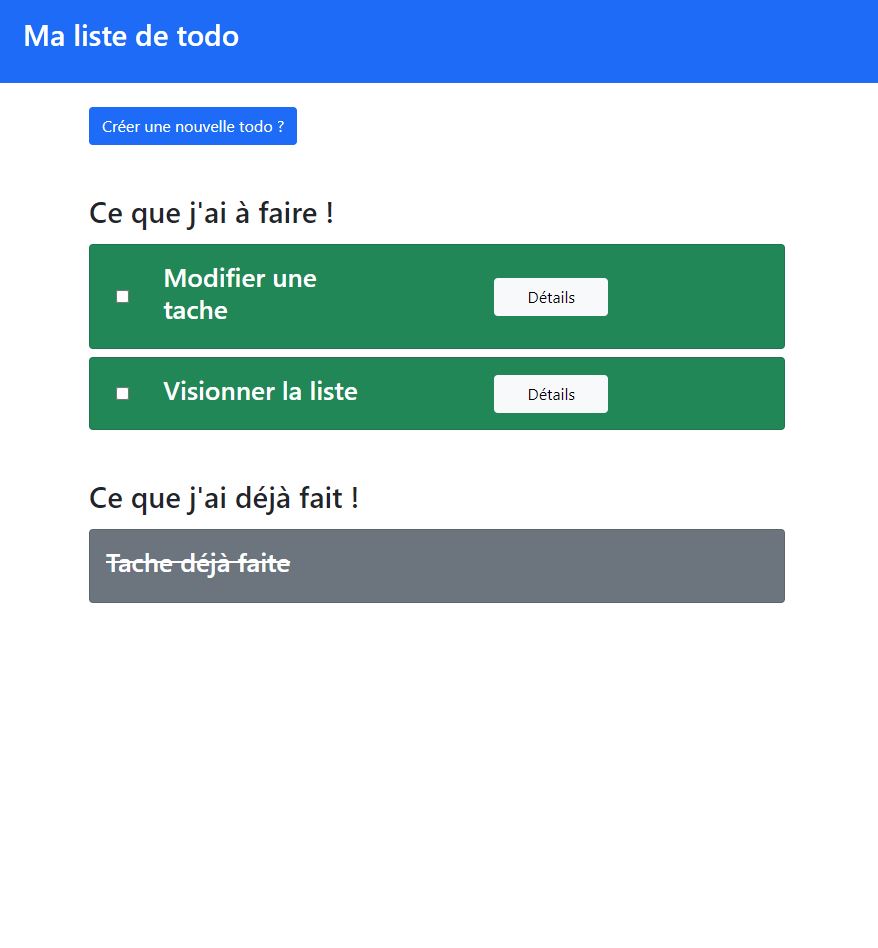 Ma liste de todo
Créer une nouvelle todo ?
Ce que j'ai à faire !
Modifier une
tache
Détails
Visionner la liste
Détails
Ce que j'ai déjà fait !
Tache déjà faite